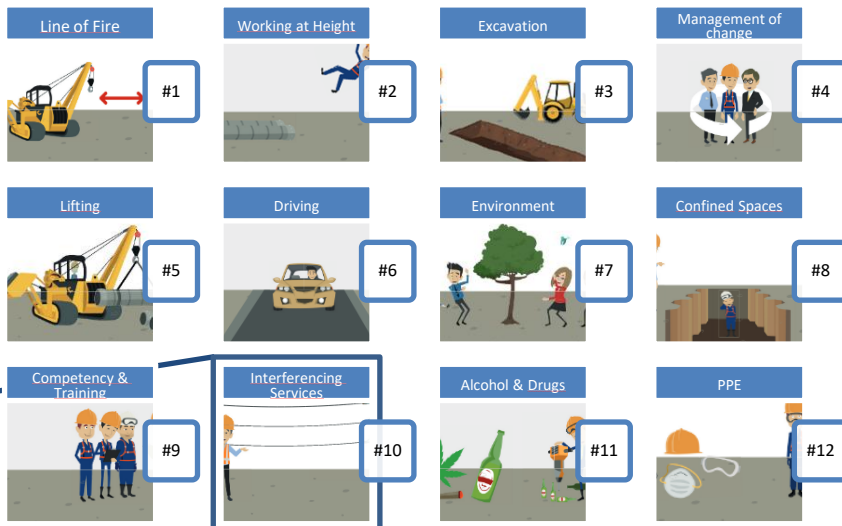 Line of Fire
#1
Working at Height
#2
Excavation
#3
Management of
change
#4
Lifting
#5
Driving
#6
Environment
#7
Confined Spaces
#8
Competency &
Training
#9
Interferencing
Services
#10
Alcohol & Drugs
#11
PPE
#12